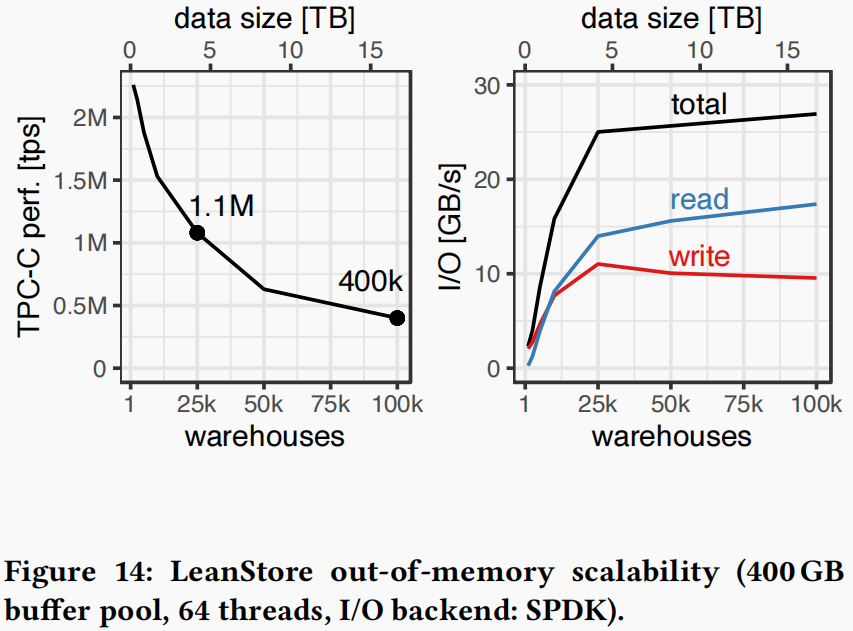 data size [TB]
0 5 10 15
2M
1.5M
1M
0.5M
0
TPC-C perf. [tps]
1.1M
400k
1 25k 50k 75k 100k
warehouses
data size [TB]
0 5 10 15
30
20
10
0
I/O [GB/s]
total
read
write
1 25k 50k 75k 100k
warehouses
Figure 14: LeanStore out-of-memory scalability (400 GB
buffer pool, 64 threads, I/O backend: SPDK).